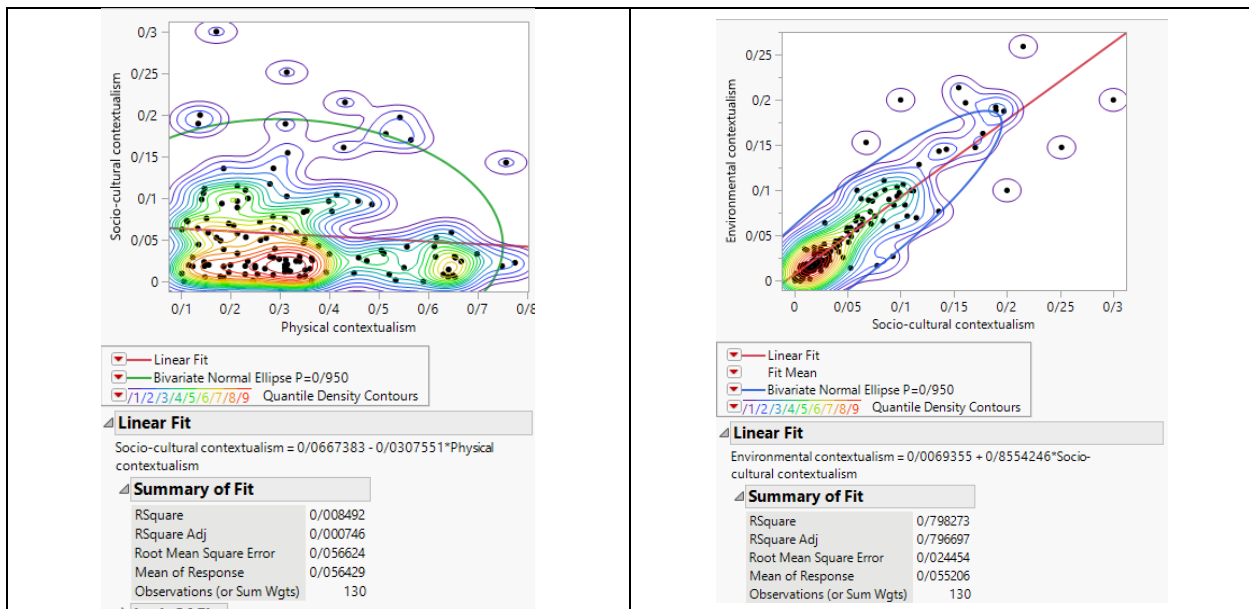 0/3
0/25
0/2
0/15
0/1
0/05
0
Socio-cultural contextualism
0/1 0/2 0/3 0/4 0/5 0/6 0/7 0/8
Physical contextualism
Linear Fit
Bivariate Normal Ellipse P=0/950
/1/2/3/4/5/6/7/8/9 Quantile Density Contours
Linear Fit
Socio-cultural contextualism = 0/0667383 - 0/0307551*Physical
contextualism
Summary of Fit
RSquare 0/008492
RSquare Adj 0/000746
Root Mean Square Error 0/056624
Mean of Response 0/056429
Observations (or Sum Wgts) 130
0/25
0/2
0/15
0/1
0/05
0
Environmental contextualism
0 0/05 0/1 0/15 0/2 0/25 0/3
Socio-cultural contextualism
Linear Fit
Fit Mean
Bivariate Normal Ellipse P=0/950
/1/2/3/4/5/6/7/8/9 Quantile Density Contours
Linear Fit
Environmental contextualism = 0/0069355 + 0/8554246*Socio-
cultural contextualism
Summary of Fit
RSquare 0/798273
RSquare Adj 0/796697
Root Mean Square Error 0/024454
Mean of Response 0/055206
Observations (or Sum Wgts) 130